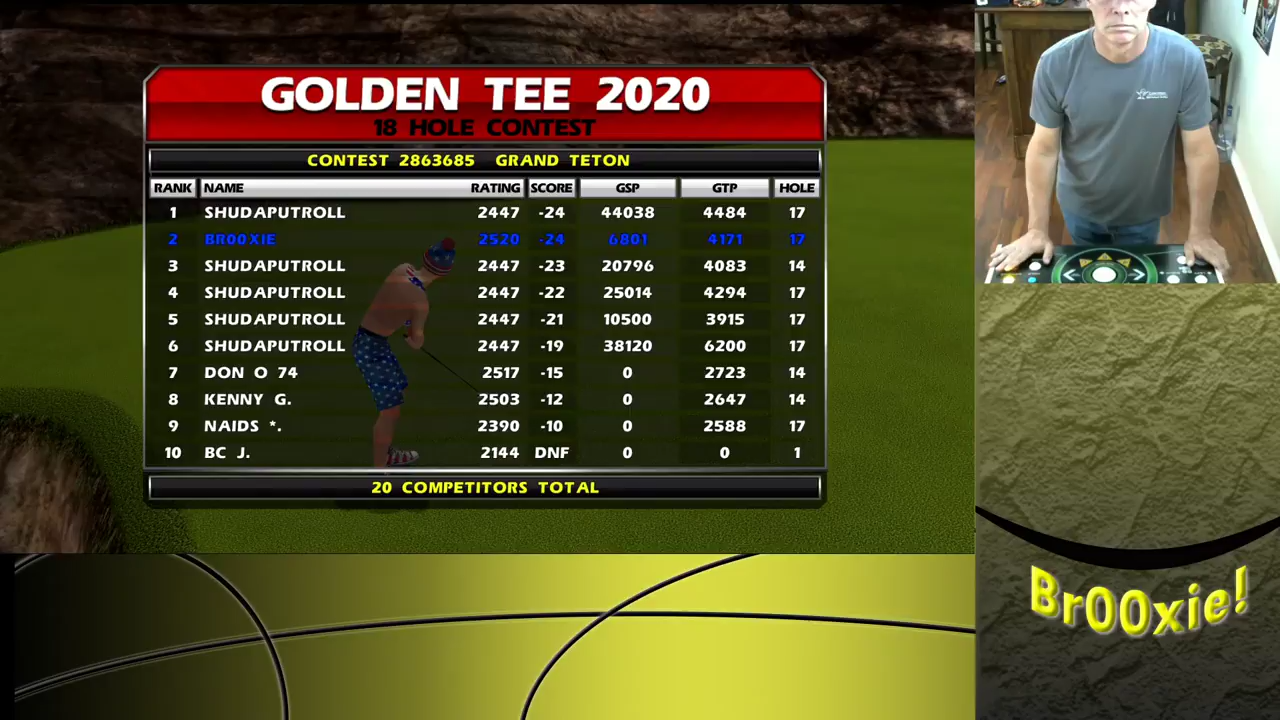 GOLDEN TEE 2020
18 HOLE CONTEST
CONTEST 2863685 GRAND TETON
RANK NAME RATING SCORE GSP GTP HOLE
1 SHUDAPUTROLL 2447 -24 44038 4484 17
2 BR00XIE 2520 -24 6801 4171 17
3 SHUDAPUTROLL 2447 -23 20796 4083 14
4 SHUDAPUTROLL 2447 -22 25014 4294 17
5 SHUDAPUTROLL 2447 -21 10500 3915 17
6 SHUDAPUTROLL 2447 -19 38120 6200 17
7 DON O 74 2517 -15 0 2723 14
8 KENNY G. 2503 -12 0 2647 14
9 NAIDS *. 2390 -10 0 2588 17
10 BC J. 2144 DNF 0 0 1
20 COMPETITORS TOTAL
Br00xie!